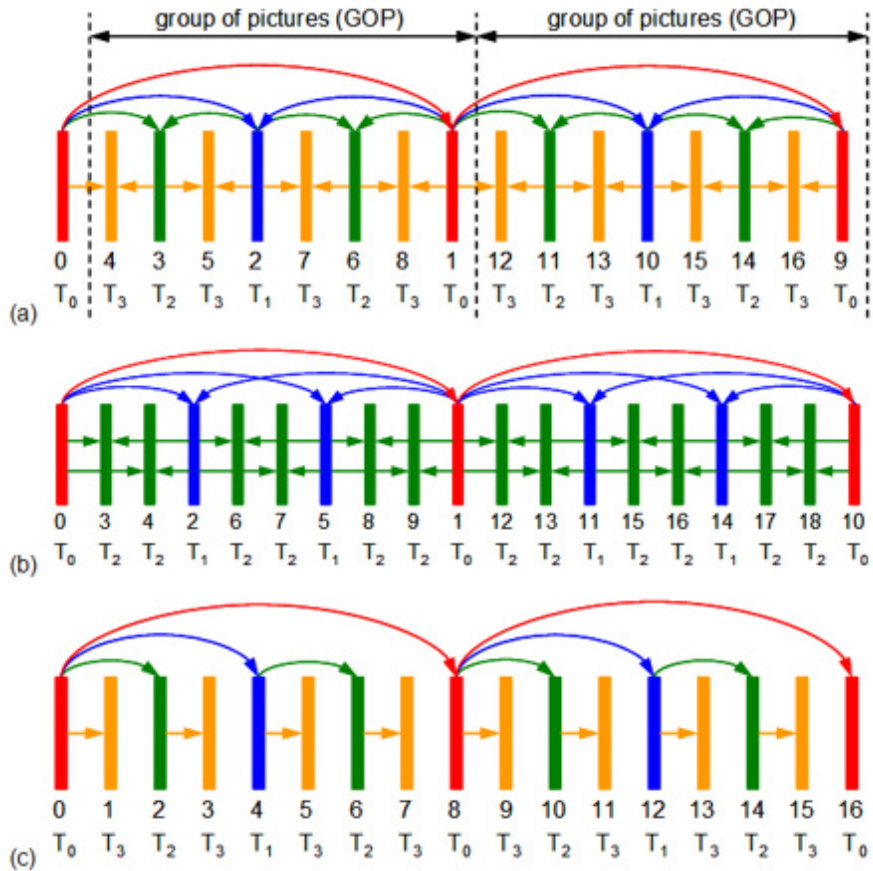 group of pictures (GOP) group of pictures (GOP)
0 4 3 5 2 7 6 8 1 12 11 13 10 15 14 16 9
(a) T₀ T₃ T₂ T₃ T₁ T₃ T₂ T₃ T₀ T₃ T₂ T₃ T₁ T₃ T₂ T₃ T₀
0 3 4 2 6 7 5 8 9 1 12 13 11 15 16 14 17 18 10
(b) T₀ T₂ T₂ T₁ T₂ T₂ T₁ T₂ T₂ T₀ T₂ T₂ T₁ T₂ T₂ T₁ T₂ T₂ T₀
0 1 2 3 4 5 6 7 8 9 10 11 12 13 14 15 16
(c) T₀ T₃ T₂ T₃ T₁ T₃ T₂ T₃ T₀ T₃ T₂ T₃ T₁ T₃ T₂ T₃ T₀